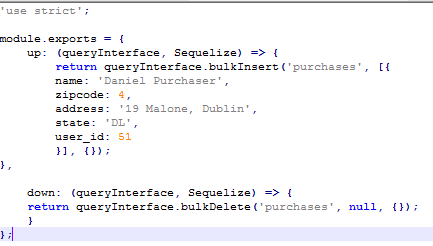 'use strict';

module.exports = {
    up: (queryInterface, Sequelize) => {
        return queryInterface.bulkInsert('purchases', [{
        name: 'Daniel Purchaser',
        zipcode: 4,
        address: '19 Malone, Dublin',
        state: 'DL',
        user_id: 51
        }], {});
},

    down: (queryInterface, Sequelize) => {
    return queryInterface.bulkDelete('purchases', null, {});
    }
};